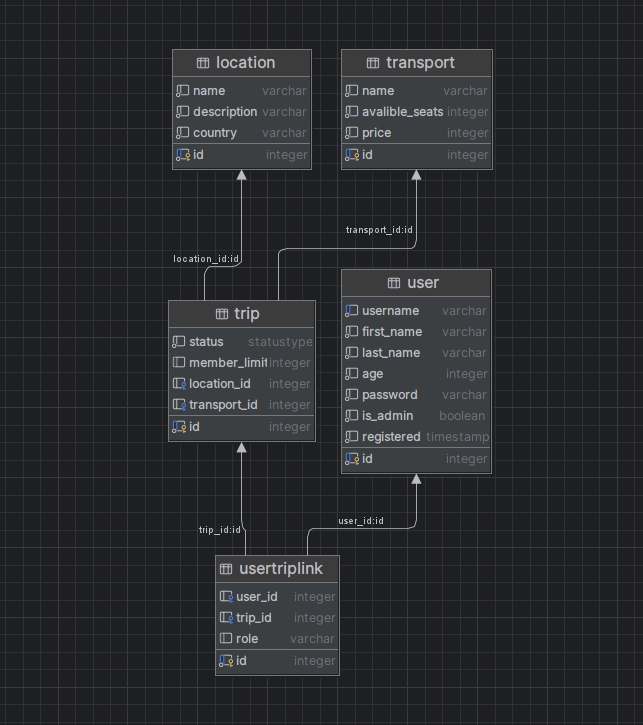 location
name varchar
description varchar
country varchar
id integer
transport
name varchar
avalible_seats integer
price integer
id integer
location_id:id
transport_id:id
trip
status statustype
member_limit integer
location_id integer
transport_id integer
id integer
user
username varchar
first_name varchar
last_name varchar
age integer
password varchar
is_admin boolean
registered timestamp
id integer
trip_id:id
user_id:id
usertriplink
user_id integer
trip_id integer
role varchar
id integer